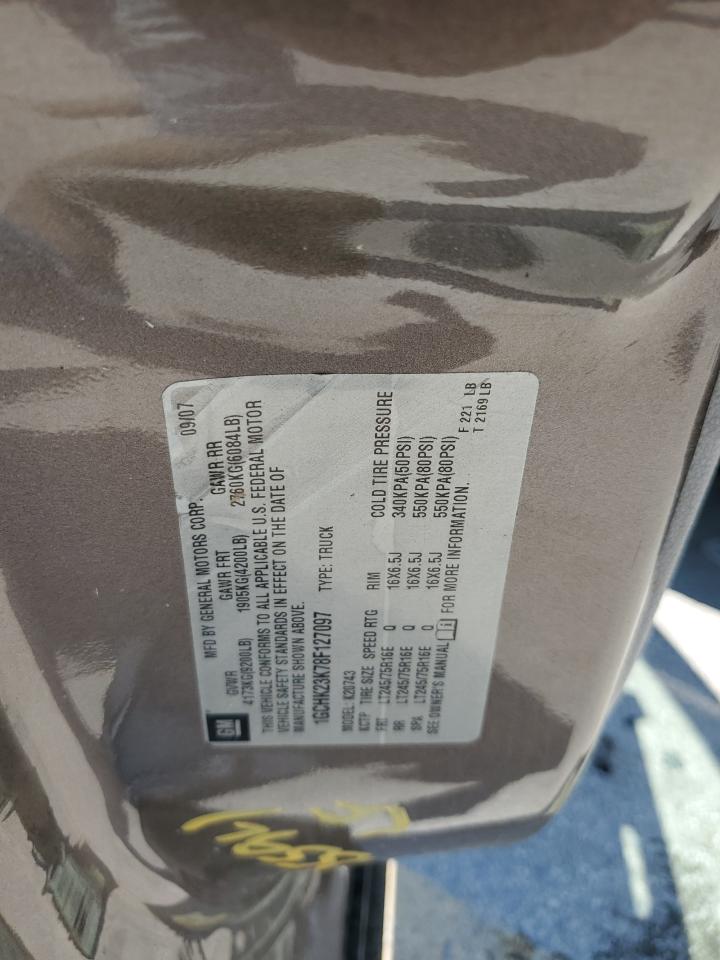 GM
MFD BY GENERAL MOTORS CORP. 09/07
GVWR GAWR FRT GAWR RR
4173KG(9200LB) 1905KG(4200LB) 2760KG(6084LB)
THIS VEHICLE CONFORMS TO ALL APPLICABLE U.S. FEDERAL MOTOR
VEHICLE SAFETY STANDARDS IN EFFECT ON THE DATE OF
MANUFACTURE SHOWN ABOVE.
1GCHK23K78F127097 TYPE: TRUCK
MODEL: K20743
KCTP TIRE SIZE SPEED RTG RIM COLD TIRE PRESSURE
FRT LT245/75R16E Q 16X6.5J 340KPA(50PSI)
RR LT245/75R16E Q 16X6.5J 550KPA(80PSI)
SPA LT245/75R16E Q 16X6.5J 550KPA(80PSI)
SEE OWNER'S MANUAL FOR MORE INFORMATION.
F 221 LB
T 2169 LB